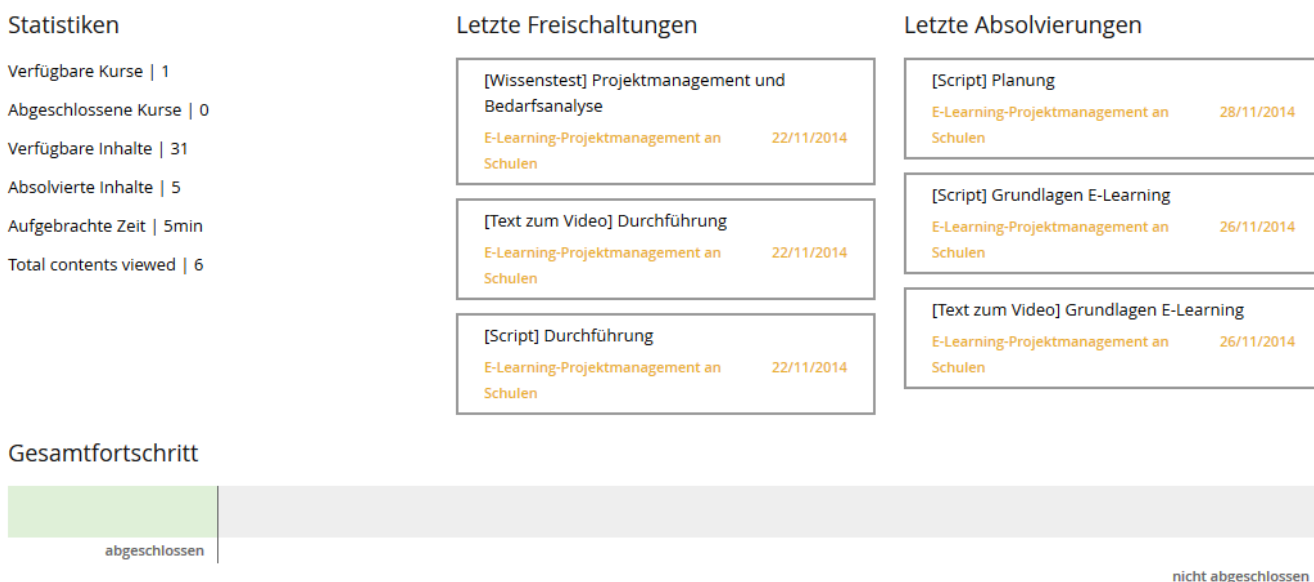 Statistiken
Verfügbare Kurse | 1
Abgeschlossene Kurse | 0
Verfügbare Inhalte | 31
Absolvierte Inhalte | 5
Aufgebrachte Zeit | 5min
Total contents viewed | 6
Letzte Freischaltungen
[Wissenstest] Projektmanagement und
Bedarfsanalyse
E-Learning-Projektmanagement an 22/11/2014
Schulen
[Text zum Video] Durchführung
E-Learning-Projektmanagement an 22/11/2014
Schulen
[Script] Durchführung
E-Learning-Projektmanagement an 22/11/2014
Schulen
Letzte Absolvierungen
[Script] Planung
E-Learning-Projektmanagement an 28/11/2014
Schulen
[Script] Grundlagen E-Learning
E-Learning-Projektmanagement an 26/11/2014
Schulen
[Text zum Video] Grundlagen E-Learning
E-Learning-Projektmanagement an 26/11/2014
Schulen
Gesamtfortschritt
abgeschlossen
nicht abgeschlossen